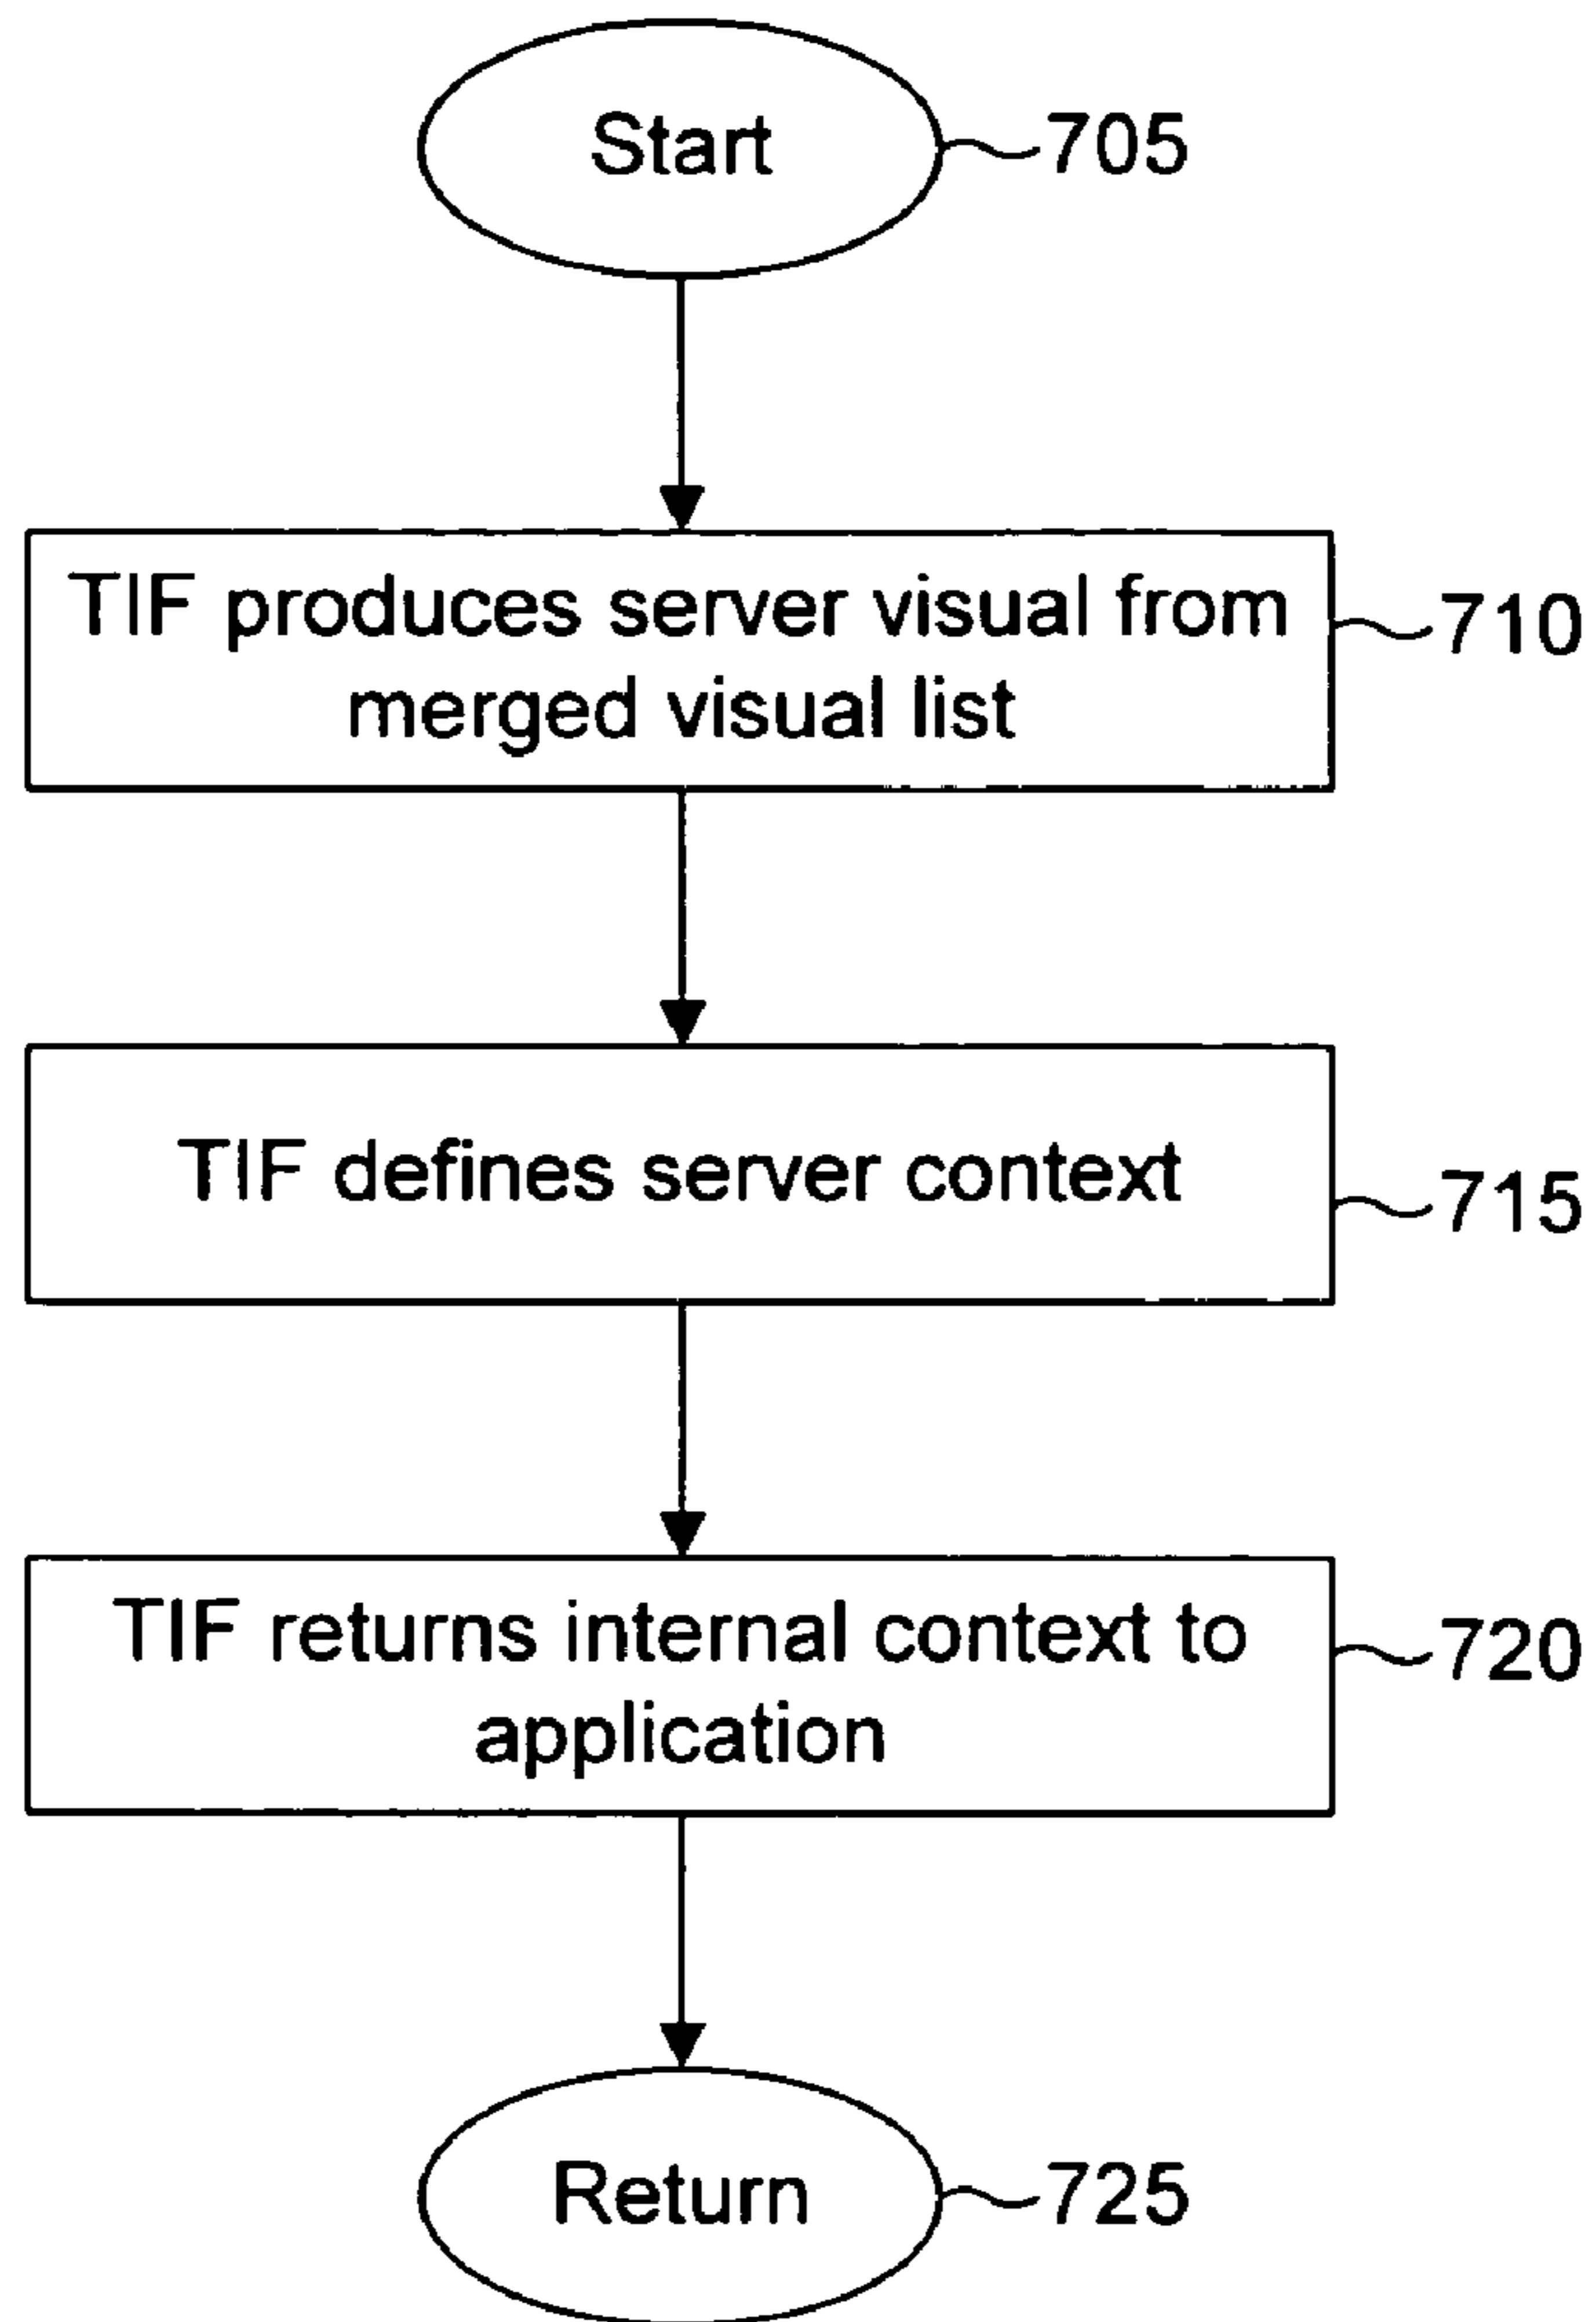 Start
705
TIF produces server visual from
merged visual list
710
TIF defines server context
715
TIF returns internal context to
application
720
Return
725